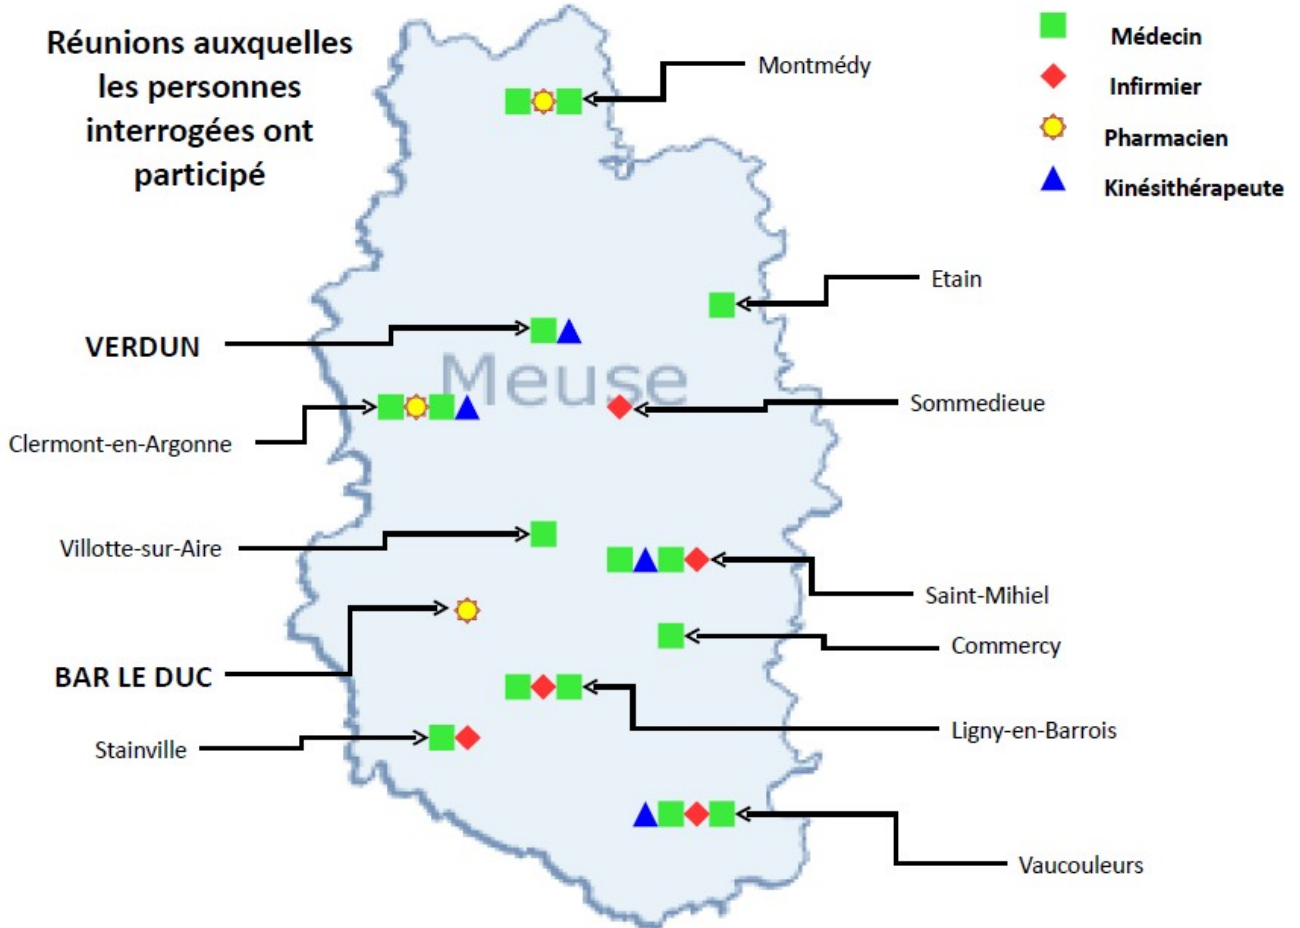 Réunions auxquelles
les personnes
interrogées ont
participé
Médecin
Infirmier
Pharmacien
Kinésithérapeute
Montmédy
Etain
VERDUN
Meuse
Sommedieue
Clermont-en-Argonne
Villotte-sur-Aire
Saint-Mihiel
Commercy
BAR LE DUC
Ligny-en-Barrois
Stainville
Vaucouleurs